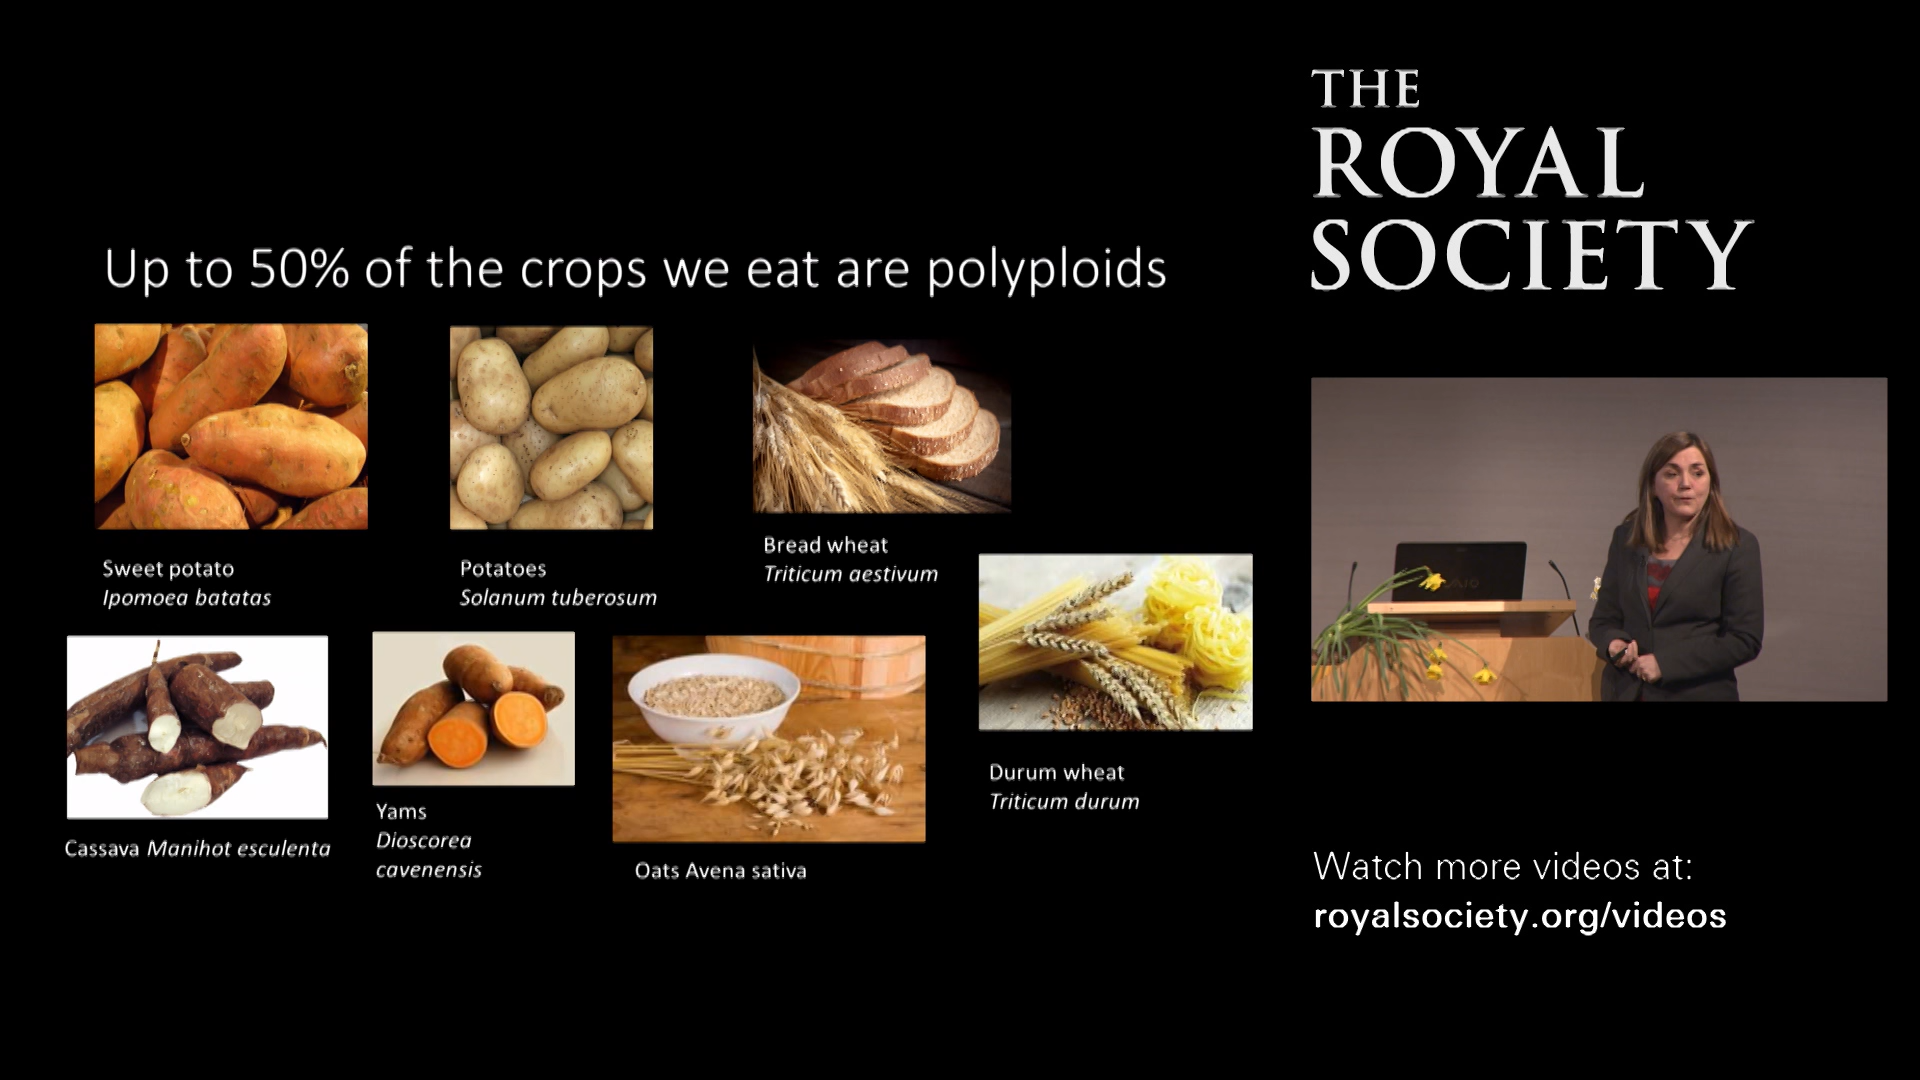 THE
ROYAL
SOCIETY
Up to 50% of the crops we eat are polyploids
Sweet potato
Ipomoea batatas
Potatoes
Solanum tuberosum
Bread wheat
Triticum aestivum
Durum wheat
Triticum durum
Cassava Manihot esculenta
Yams
Dioscorea
cavenensis
Oats Avena sativa
VAIO
Watch more videos at:
royalsociety.org/videos